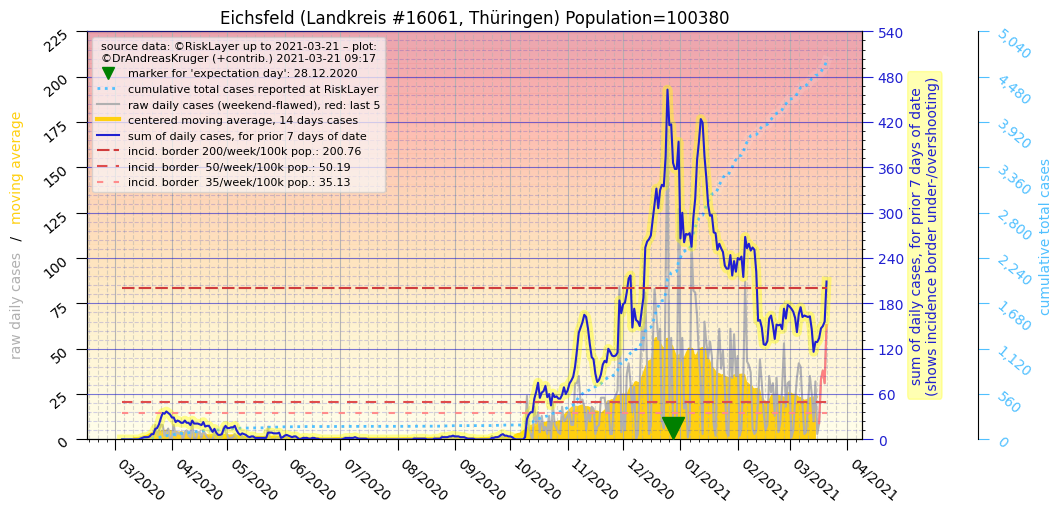 Eichsfeld (Landkreis #16061, Thüringen) Population=100380
source data: ©RiskLayer up to 2021-03-21 – plot:
©DrAndreasKruger (+contrib.) 2021-03-21 09:17
marker for 'expectation day': 28.12.2020
cumulative total cases reported at RiskLayer
raw daily cases (weekend-flawed), red: last 5
centered moving average, 14 days cases
sum of daily cases, for prior 7 days of date
incid. border 200/week/100k pop.: 200.76
incid. border  50/week/100k pop.: 50.19
incid. border  35/week/100k pop.: 35.13
raw daily cases / moving average
225
200
175
150
125
100
75
50
25
0
03/2020
04/2020
05/2020
06/2020
07/2020
08/2020
09/2020
10/2020
11/2020
12/2020
01/2021
02/2021
03/2021
04/2021
540
480
420
360
300
240
180
120
60
0
sum of daily cases, for prior 7 days of date
(shows incidence border under-/overshooting)
5,040
4,480
3,920
3,360
2,800
2,240
1,680
1,120
560
0
cumulative total cases